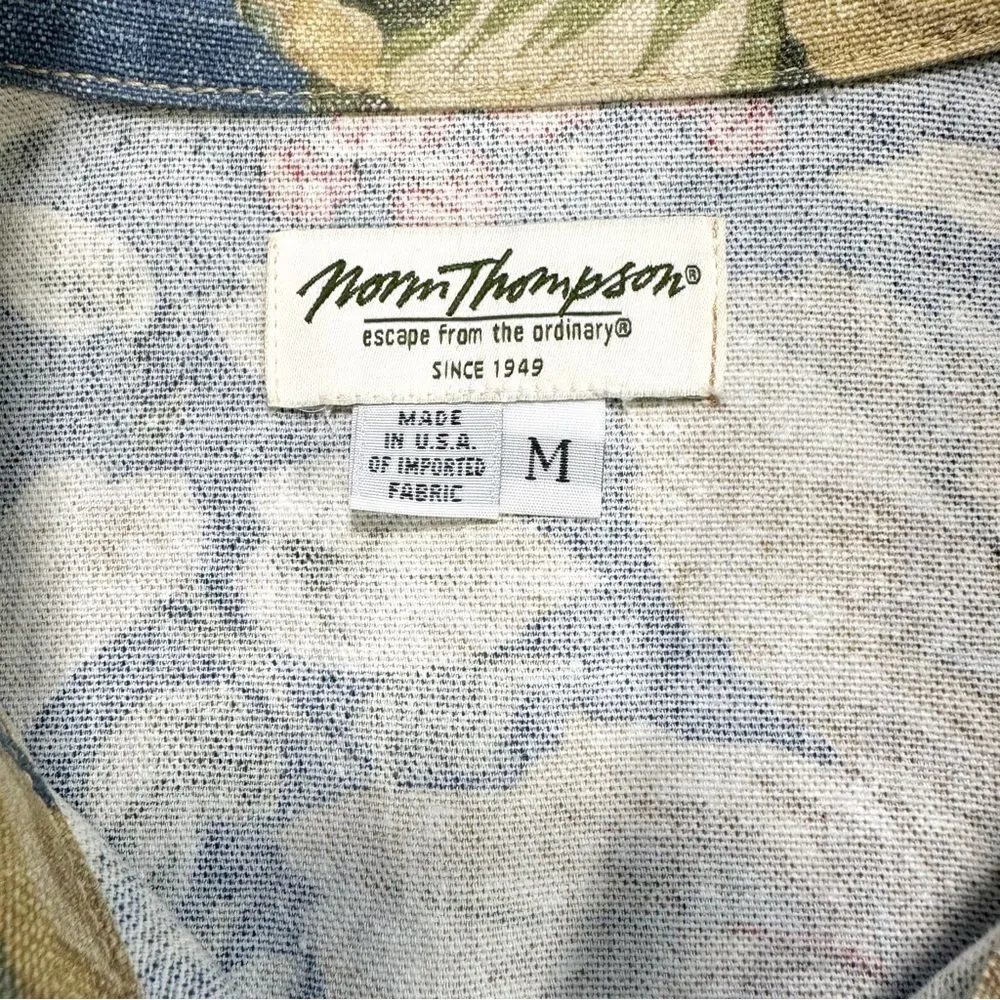 Norm Thompson®
escape from the ordinary®
SINCE 1949
MADE
IN U.S.A.
OF IMPORTED
FABRIC
M